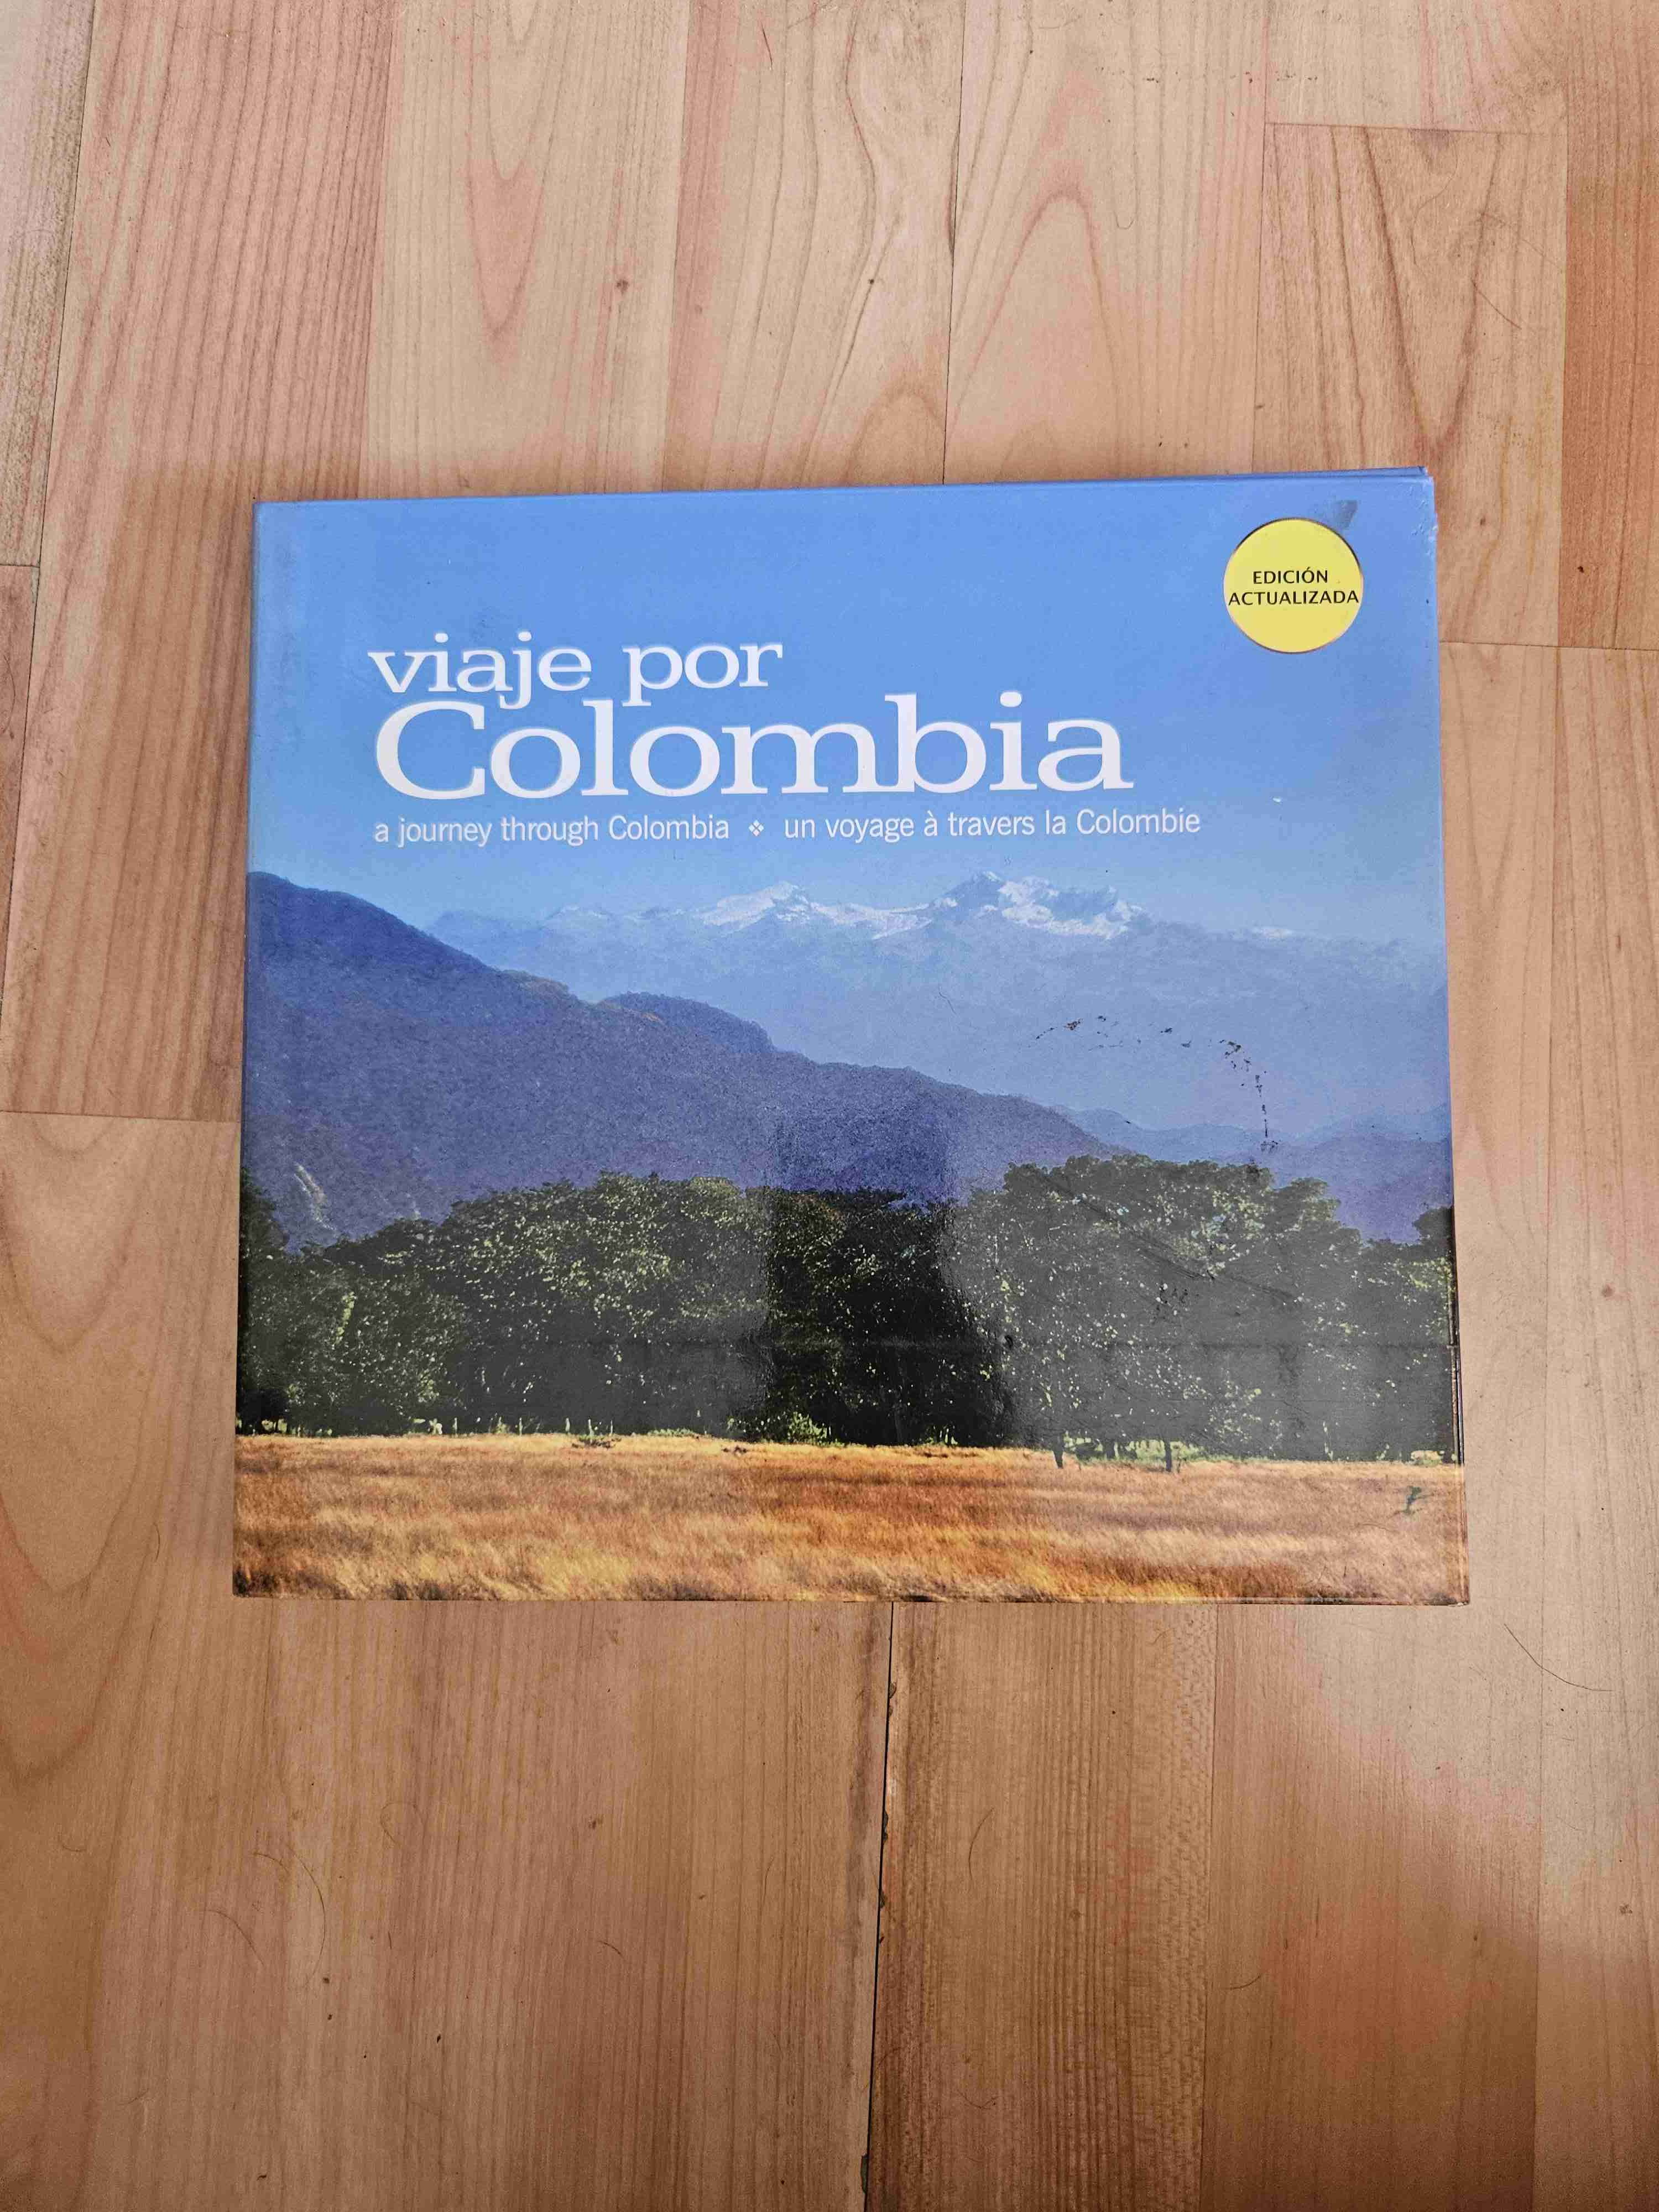 EDICIÓN
ACTUALIZADA
viaje por
Colombia
a journey through Colombia ❖ un voyage à travers la Colombie